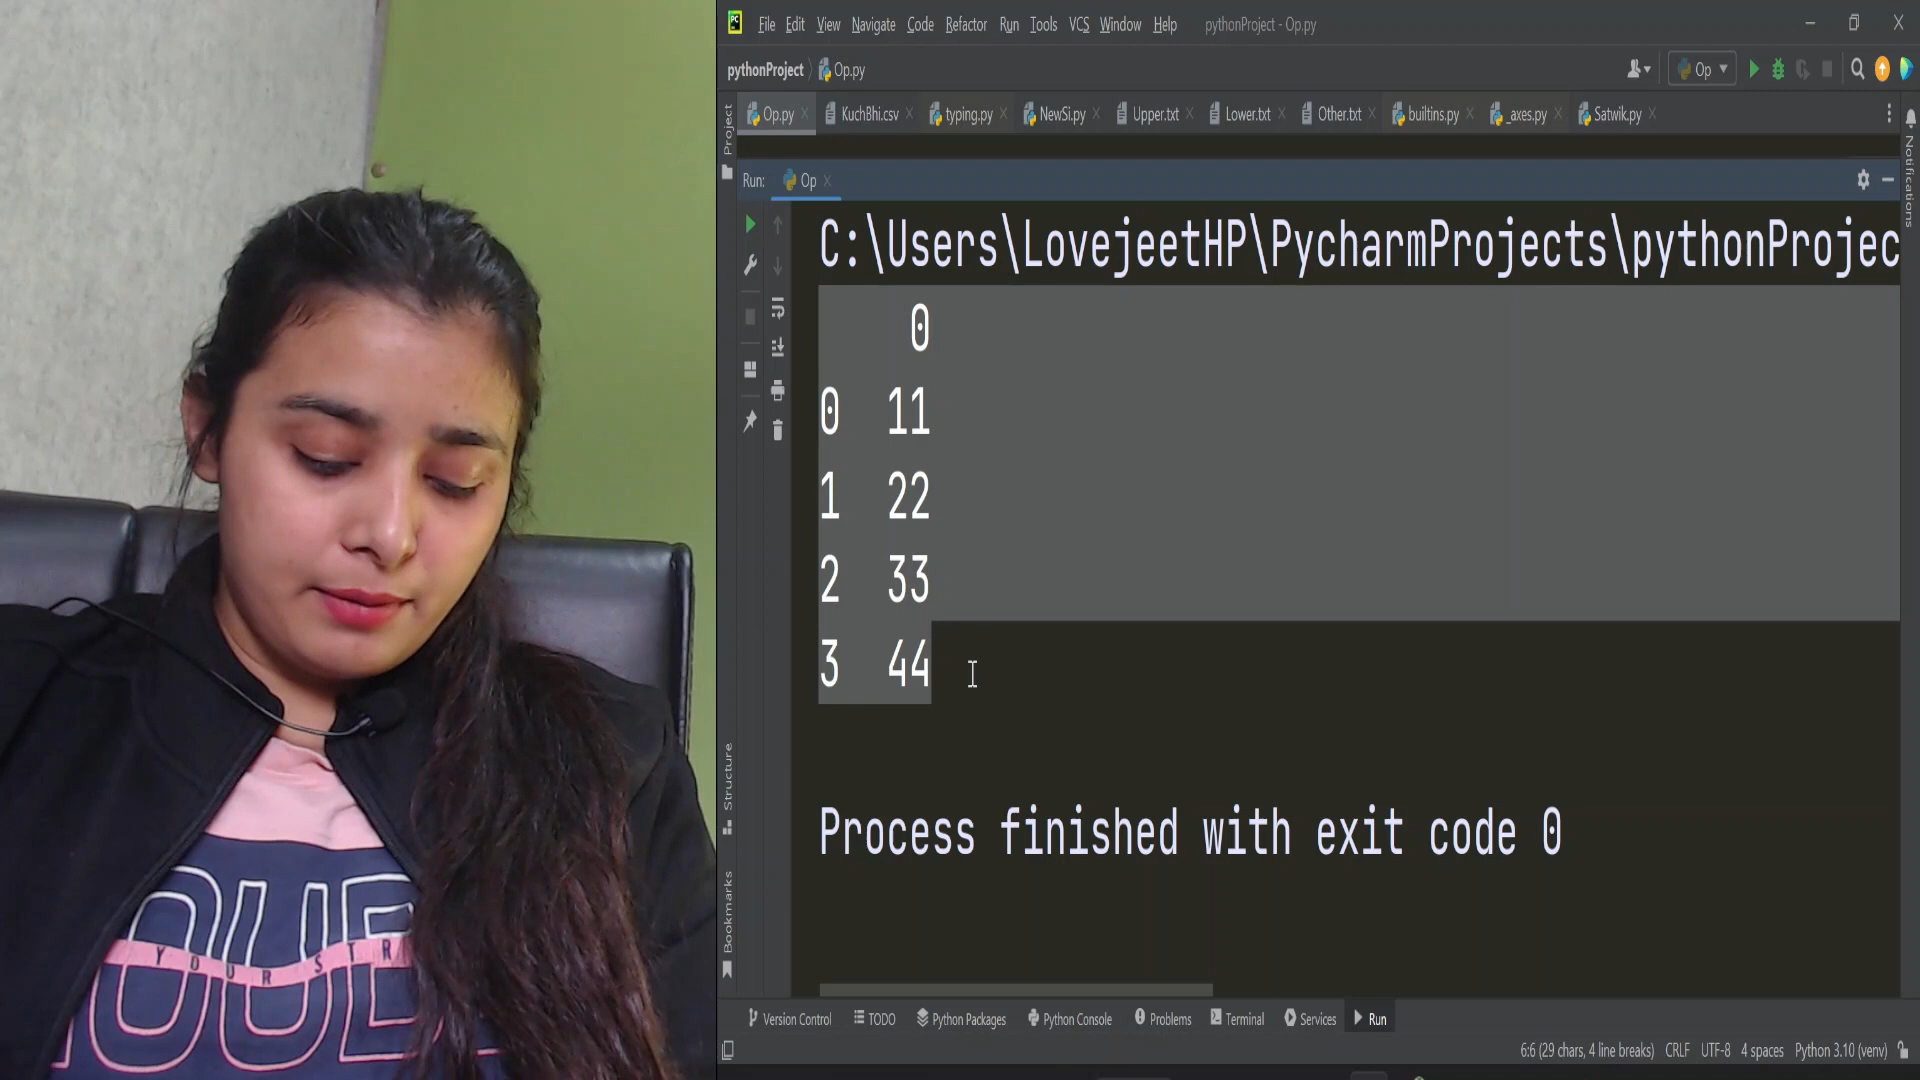 File Edit View Navigate Code Refactor Run Tools VCS Window Help pythonProject - Op.py
pythonProject Op.py Op
Op.py KuchBhi.csv typing.py NewSi.py Upper.txt Lower.txt Other.txt builtins.py _axes.py Satwik.py
Project
Notifications
Run: Op
C:\Users\LovejeetHP\PycharmProjects\pythonProjec
0
0 11
1 22
2 33
3 44
Process finished with exit code 0
Structure
Bookmarks
YOUR STR
Version Control TODO Python Packages Python Console Problems Terminal Services Run
6:6 (29 chars, 4 line breaks) CRLF UTF-8 4 spaces Python 3.10 (venv)